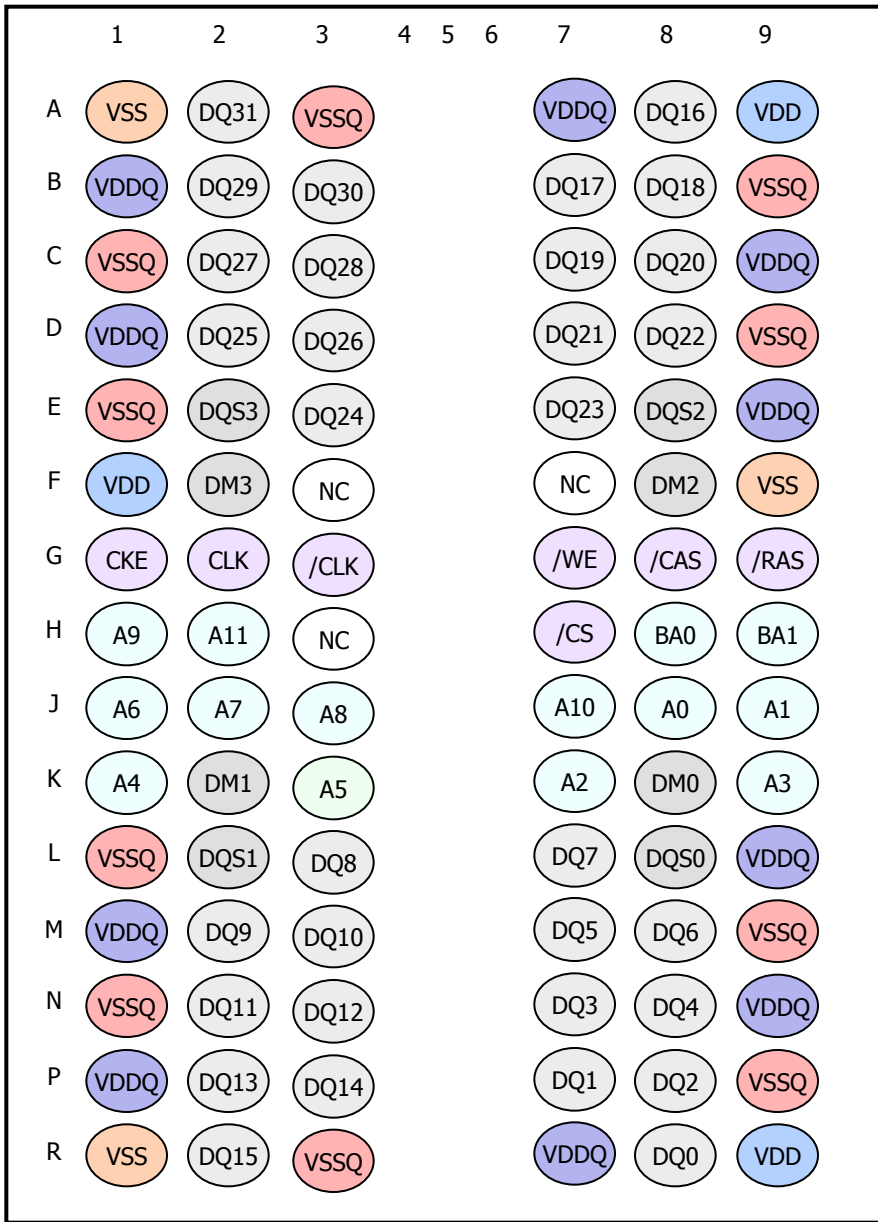 1 2 3 4 5 6 7 8 9
A VSS DQ31 VSSQ VDDQ DQ16 VDD
B VDDQ DQ29 DQ30 DQ17 DQ18 VSSQ
C VSSQ DQ27 DQ28 DQ19 DQ20 VDDQ
D VDDQ DQ25 DQ26 DQ21 DQ22 VSSQ
E VSSQ DQS3 DQ24 DQ23 DQS2 VDDQ
F VDD DM3 NC NC DM2 VSS
G CKE CLK /CLK /WE /CAS /RAS
H A9 A11 NC /CS BA0 BA1
J A6 A7 A8 A10 A0 A1
K A4 DM1 A5 A2 DM0 A3
L VSSQ DQS1 DQ8 DQ7 DQS0 VDDQ
M VDDQ DQ9 DQ10 DQ5 DQ6 VSSQ
N VSSQ DQ11 DQ12 DQ3 DQ4 VDDQ
P VDDQ DQ13 DQ14 DQ1 DQ2 VSSQ
R VSS DQ15 VSSQ VDDQ DQ0 VDD